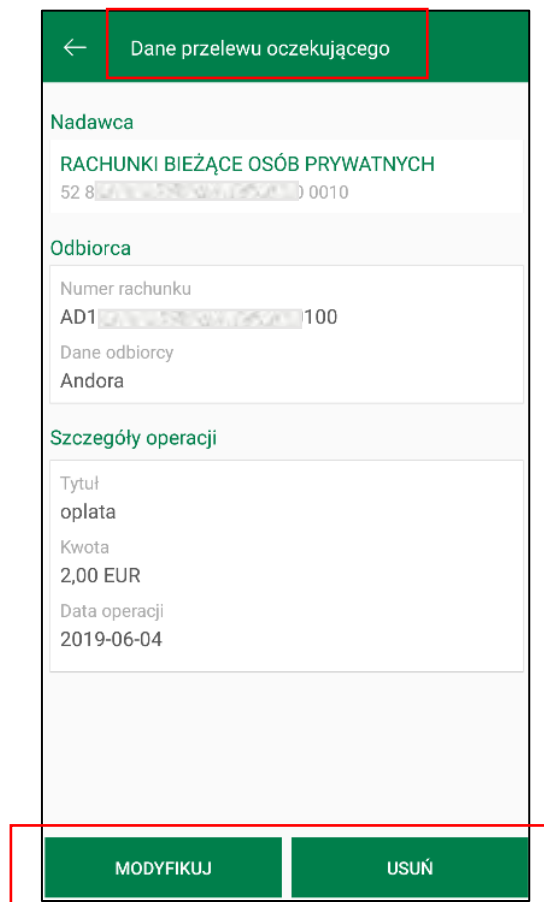 Dane przelewu oczekującego
Nadawca
RACHUNKI BIEŻĄCE OSÓB PRYWATNYCH
52 8 0 0010
Odbiorca
Numer rachunku
AD1 100
Dane odbiorcy
Andora
Szczegóły operacji
Tytuł
oplata
Kwota
2,00 EUR
Data operacji
2019-06-04
MODYFIKUJ USUŃ